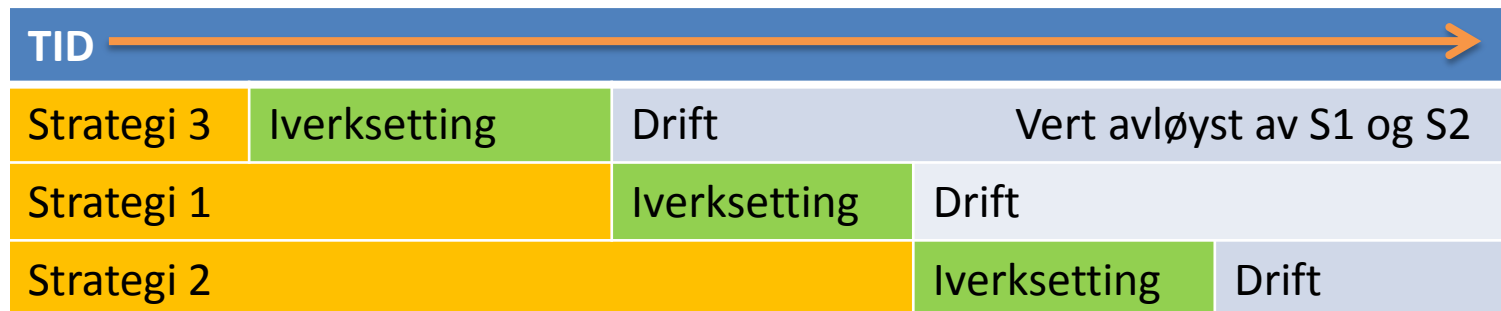 TID
Strategi 3 Iverksetting Drift Vert avløyst av S1 og S2
Strategi 1 Iverksetting Drift
Strategi 2 Iverksetting Drift